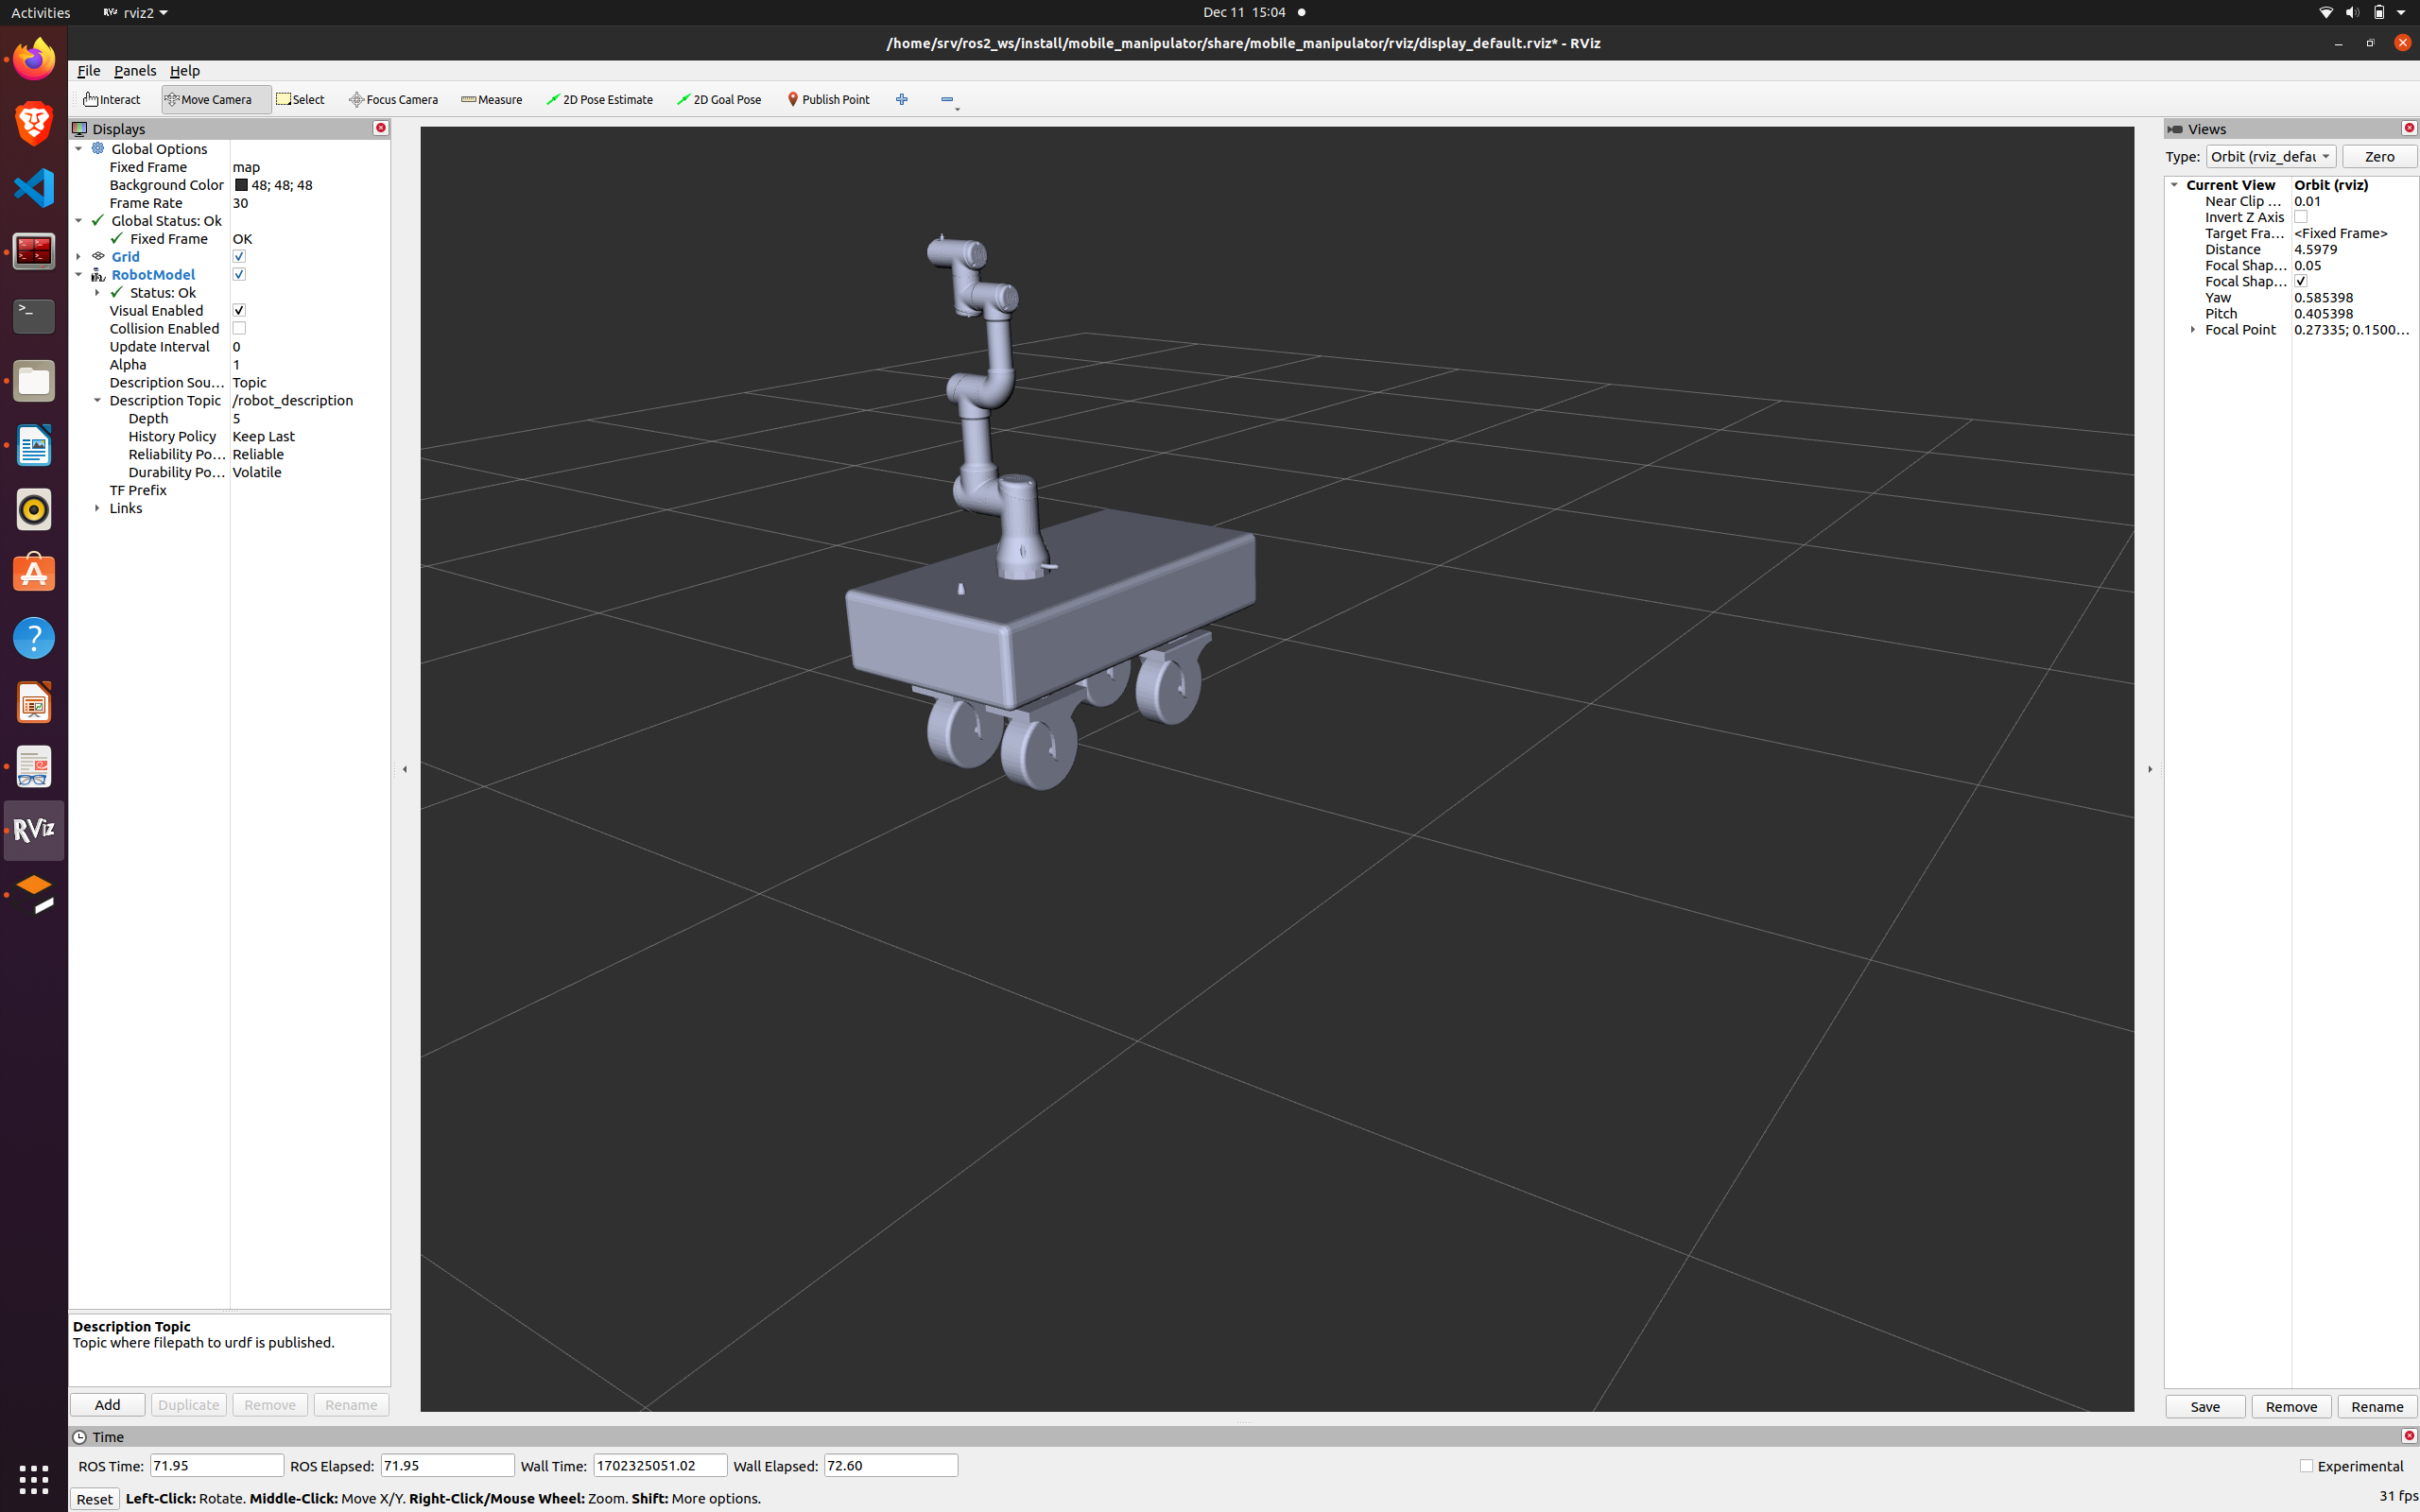 Activities
RViz rviz2
Dec 11 15:04
/home/srv/ros2_ws/install/mobile_manipulator/share/mobile_manipulator/rviz/display_default.rviz* - RViz
File Panels Help
Interact Move Camera Select Focus Camera Measure 2D Pose Estimate 2D Goal Pose Publish Point
Displays
Global Options
Fixed Frame map
Background Color 48; 48; 48
Frame Rate 30
Global Status: Ok
Fixed Frame OK
Grid
RobotModel
Status: Ok
Visual Enabled
Collision Enabled
Update Interval 0
Alpha 1
Description Sou... Topic
Description Topic /robot_description
Depth 5
History Policy Keep Last
Reliability Po... Reliable
Durability Po... Volatile
TF Prefix
Links
Description Topic
Topic where filepath to urdf is published.
Add Duplicate Remove Rename
RViz
Views
Type: Orbit (rviz_defau Zero
Current View Orbit (rviz)
Near Clip ... 0.01
Invert Z Axis
Target Fra... <Fixed Frame>
Distance 4.5979
Focal Shap... 0.05
Focal Shap...
Yaw 0.585398
Pitch 0.405398
Focal Point 0.27335; 0.1500...
Save Remove Rename
Time
ROS Time: 71.95 ROS Elapsed: 71.95 Wall Time: 1702325051.02 Wall Elapsed: 72.60 Experimental
Reset Left-Click: Rotate. Middle-Click: Move X/Y. Right-Click/Mouse Wheel: Zoom. Shift: More options. 31 fps